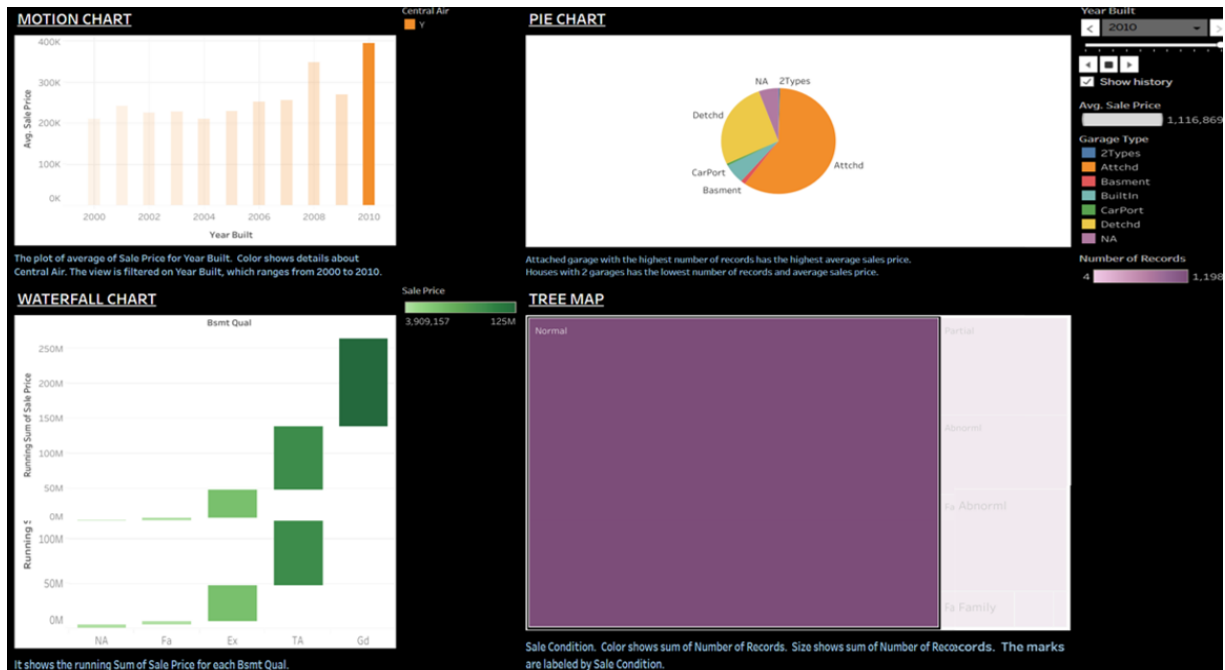 MOTION CHART
Central Air
Y
400K
300K
200K
100K
0K
Avg. Sale Price
2000 2002 2004 2006 2008 2010
Year Built
The plot of average of Sale Price for Year Built. Color shows details about
Central Air. The view is filtered on Year Built, which ranges from 2000 to 2010.
PIE CHART
NA 2Types
Detchd
Attchd
CarPort
Basment
Attached garage with the highest number of records has the highest average sales price.
Houses with 2 garages has the lowest number of records and average sales price.
Year Built
< 2010 >
Show history
Avg. Sale Price
1,116,869
Garage Type
2Types
Attchd
Basment
BuiltIn
CarPort
Detchd
NA
Number of Records
4 1,198
WATERFALL CHART
Sale Price
3,909,157 125M
Bsmt Qual
250M
200M
150M
100M
50M
0M
Running Sum of Sale Price
100M
50M
0M
Running S
NA Fa Ex TA Gd
It shows the running Sum of Sale Price for each Bsmt Qual.
TREE MAP
Normal
Partial
Abnorml
Fa Abnorml
Fa Family
Sale Condition. Color shows sum of Number of Records. Size shows sum of Number of Recoecords. The marks
are labeled by Sale Condition.